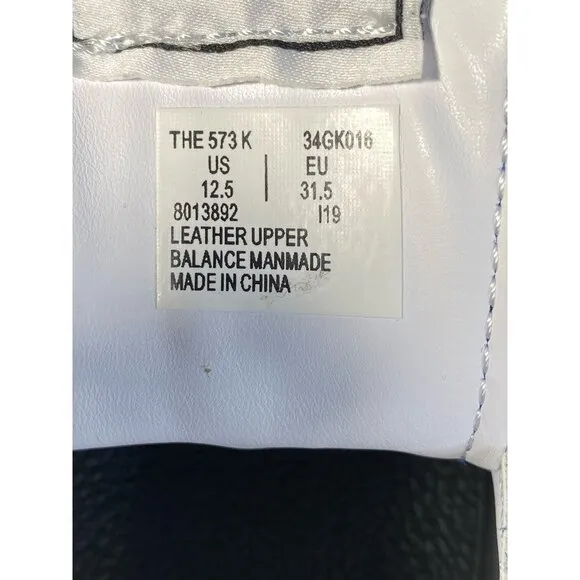 THE 573 K 34GK016
US | EU
12.5 | 31.5
8013892 I19
LEATHER UPPER
BALANCE MANMADE
MADE IN CHINA